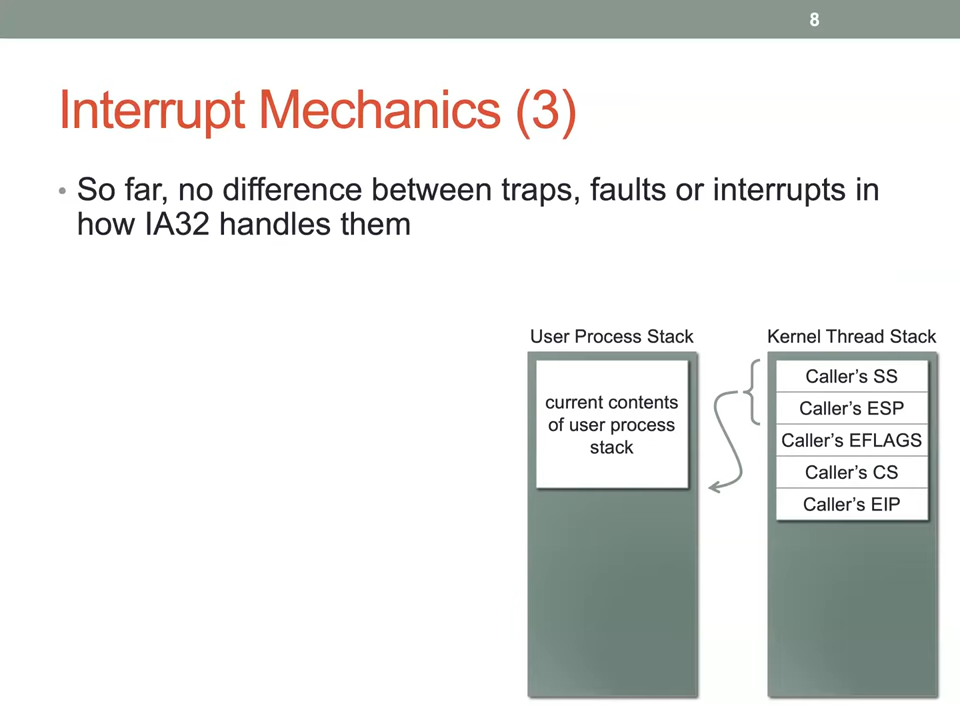 8
Interrupt Mechanics (3)
• So far, no difference between traps, faults or interrupts in
how IA32 handles them
User Process Stack
current contents
of user process
stack
Kernel Thread Stack
Caller’s SS
Caller’s ESP
Caller’s EFLAGS
Caller’s CS
Caller’s EIP